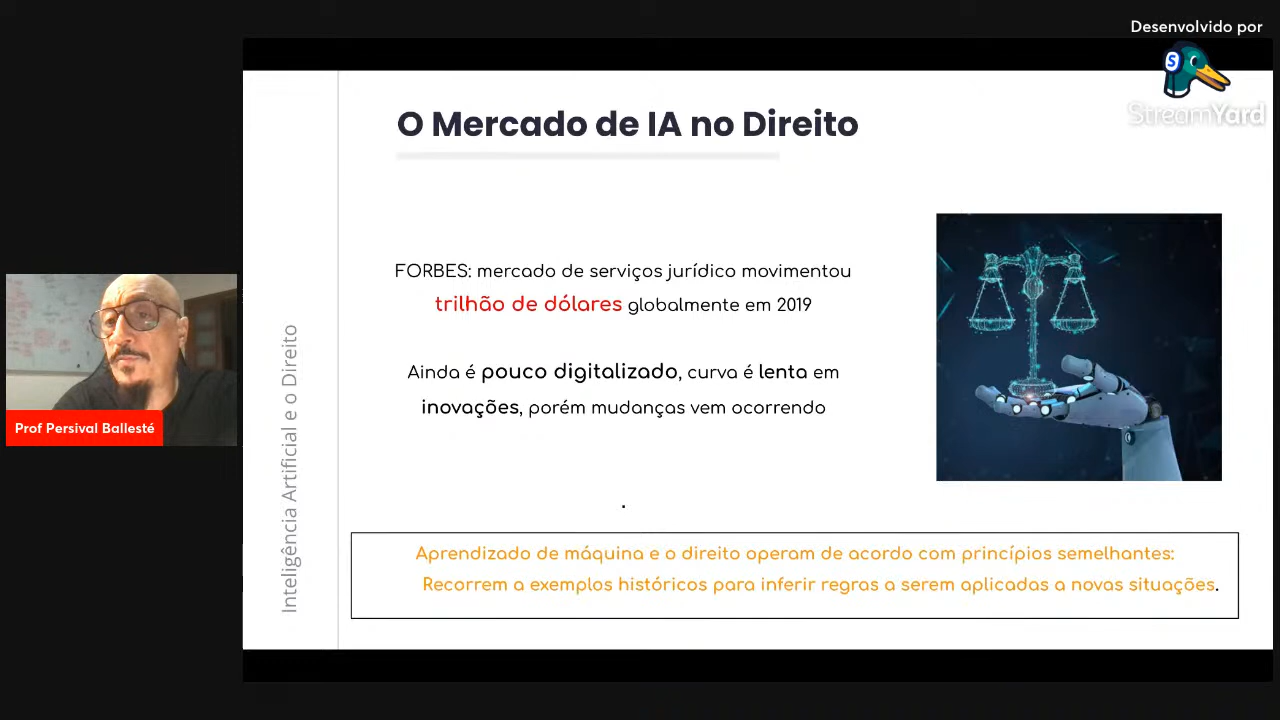 Desenvolvido por
S
StreamYard
O Mercado de IA no Direito
FORBES: mercado de serviços jurídico movimentou
trilhão de dólares globalmente em 2019
Ainda é pouco digitalizado, curva é lenta em
inovações, porém mudanças vem ocorrendo
.
Inteligência Artificial e o Direito
Prof Persival Ballesté
Aprendizado de máquina e o direito operam de acordo com princípios semelhantes:
Recorrem a exemplos históricos para inferir regras a serem aplicadas a novas situações.